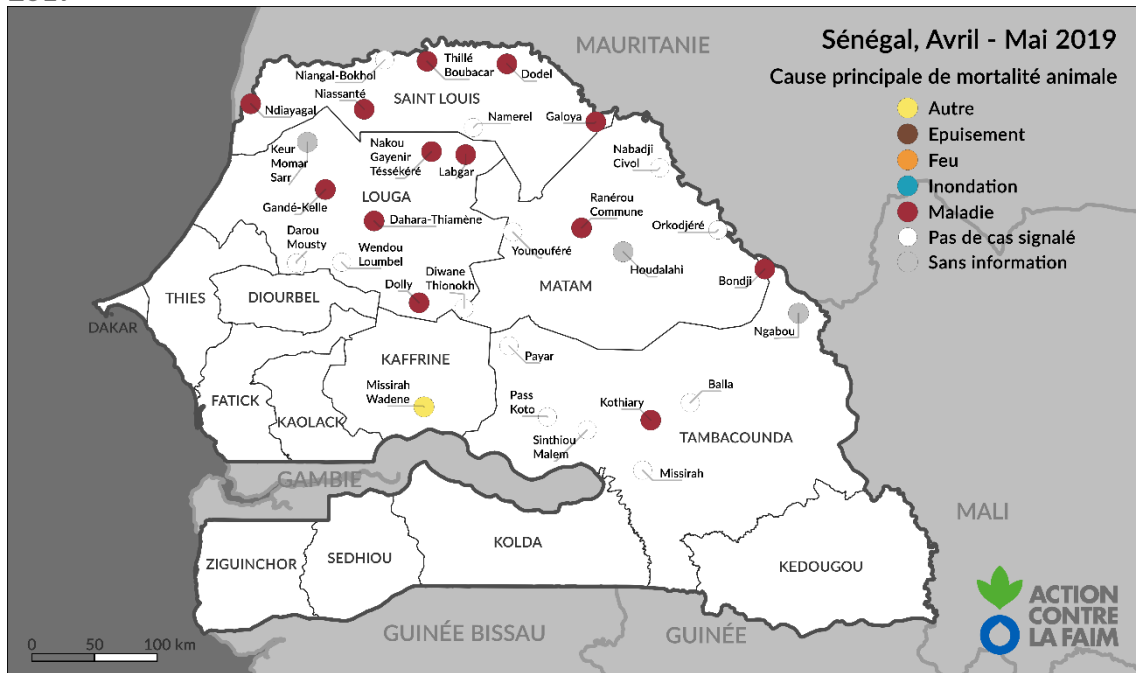 MAURITANIE
Sénégal, Avril - Mai 2019
Cause principale de mortalité animale
Autre
Epuisement
Feu
Inondation
Maladie
Pas de cas signalé
Sans information
Niangal-Bokhol
Thillé
Boubacar
Dodel
Niassanté
SAINT LOUIS
Ndiayagal
Namerel
Galoya
Keur
Momar
Sarr
Nakou
Gayenir
Téssékéré
Labgar
Nabadji
Civol
LOUGA
Gandé-Kelle
Ranérou
Commune
Dahara-Thiamène
Orkodjéré
Darou
Mousty
Wendou
Loumbel
Younouféré
Houdalahi
Bondji
Diwane
Thionokh
Dolly
MATAM
THIES
DIOURBEL
DAKAR
Ngabou
KAFFRINE
Payar
Missirah
Wadene
Balla
FATICK
KAOLACK
Pass
Koto
Kothiary
Sinthiou
Malem
TAMBACOUNDA
Missirah
GAMBIE
MALI
ZIGUINCHOR
SEDHIOU
KOLDA
KEDOUGOU
GUINÉE BISSAU
GUINÉE
ACTION
CONTRE
LA FAIM
0 50 100 km